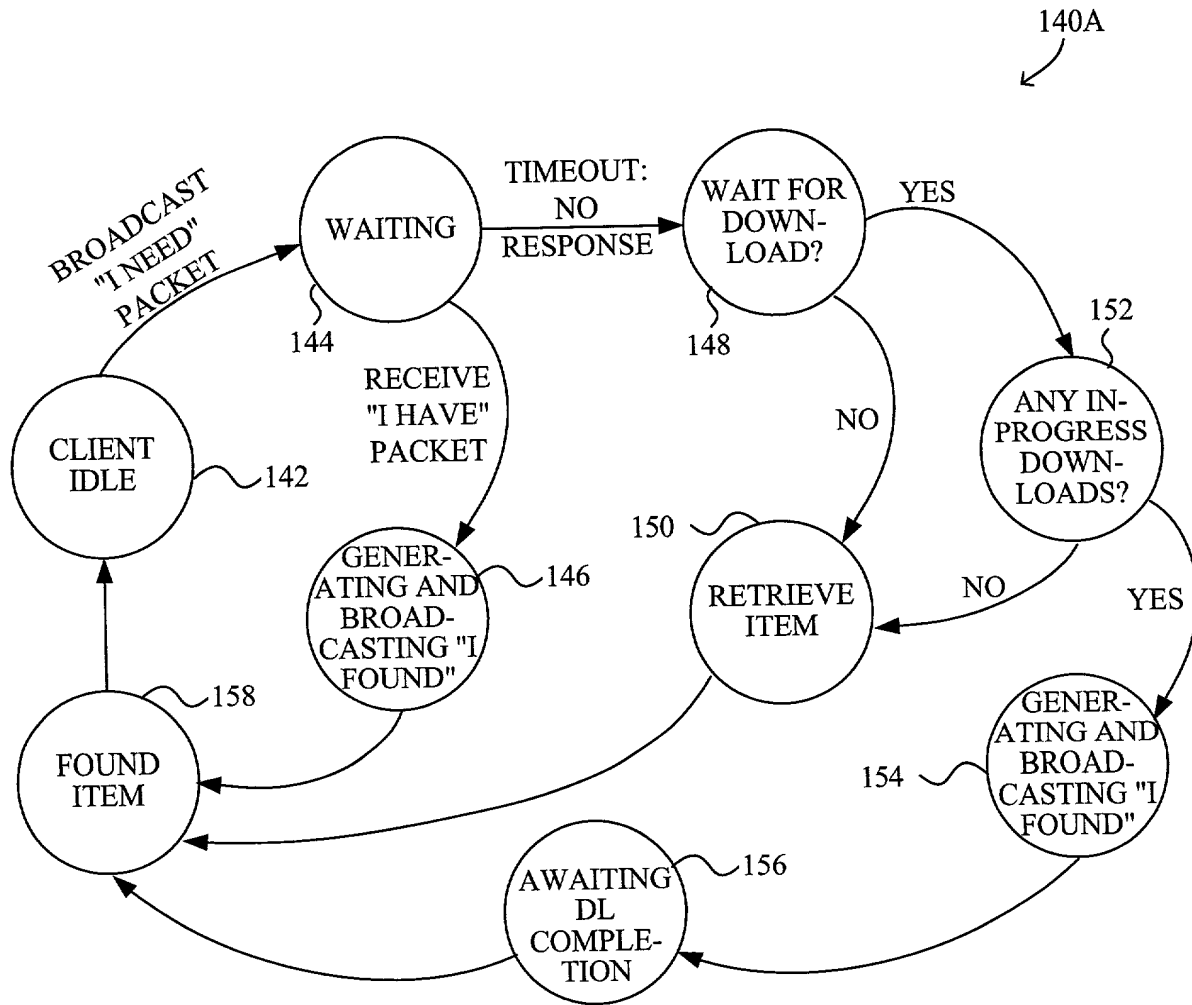 140A
BROADCAST
"I NEED"
PACKET
WAITING
144
TIMEOUT:
NO
RESPONSE
WAIT FOR
DOWN-
LOAD?
148
YES
152
ANY IN-
PROGRESS
DOWN-
LOADS?
CLIENT
IDLE
142
RECEIVE
"I HAVE"
PACKET
NO
150
RETRIEVE
ITEM
NO
YES
GENER-
ATING AND
BROAD-
CASTING "I
FOUND"
146
158
FOUND
ITEM
GENER-
ATING AND
BROAD-
CASTING "I
FOUND"
154
AWAITING
DL
COMPLE-
TION
156